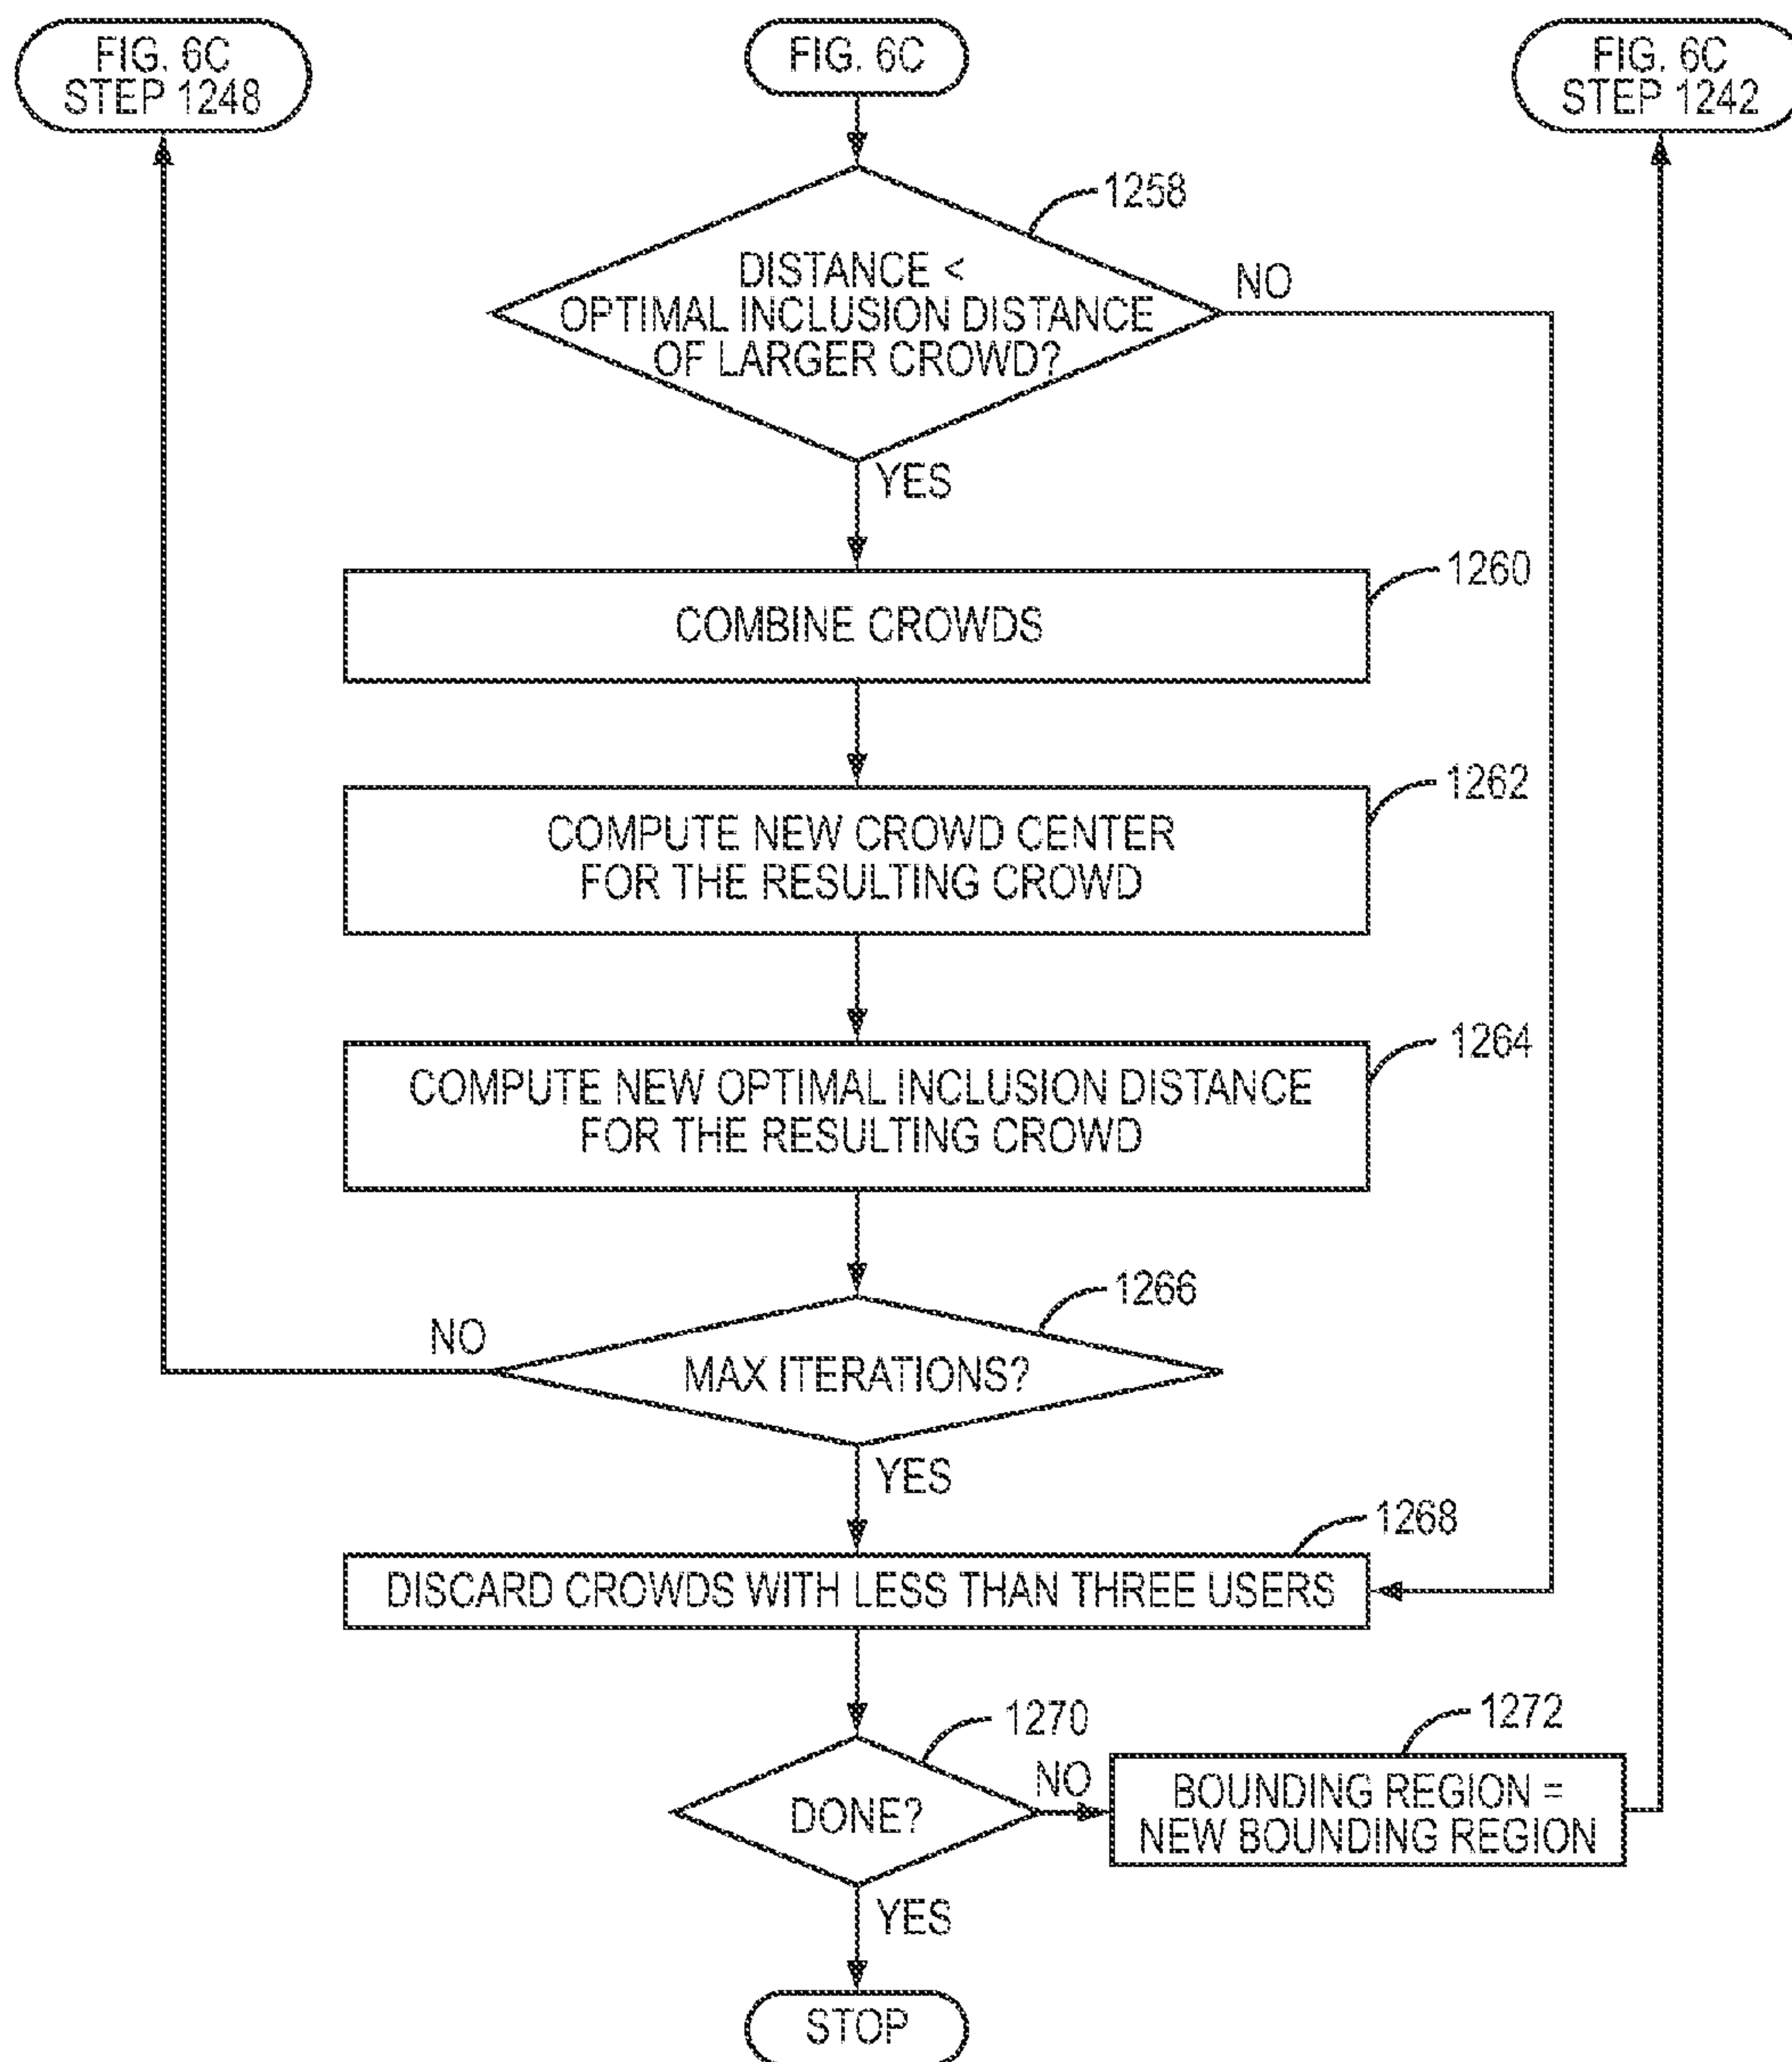 FIG. 6C
STEP 1248
FIG. 6C
FIG. 6C
STEP 1242
1258
DISTANCE <
OPTIMAL INCLUSION DISTANCE
OF LARGER CROWD?
NO
YES
1260
COMBINE CROWDS
1262
COMPUTE NEW CROWD CENTER
FOR THE RESULTING CROWD
1264
COMPUTE NEW OPTIMAL INCLUSION DISTANCE
FOR THE RESULTING CROWD
1266
NO
MAX ITERATIONS?
YES
1268
DISCARD CROWDS WITH LESS THAN THREE USERS
1270
1272
DONE?
NO
BOUNDING REGION =
NEW BOUNDING REGION
YES
STOP